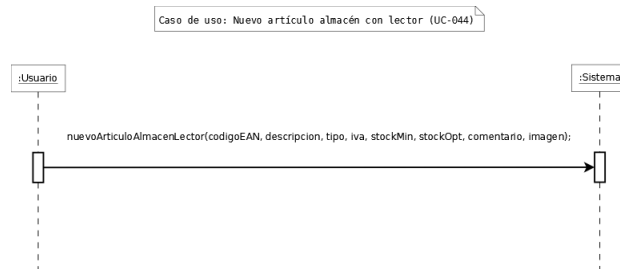 Caso de uso: Nuevo artículo almacén con lector (UC-044)
:Usuario
:Sistema
nuevoArticuloAlmacenLector(codigoEAN, descripcion, tipo, iva, stockMin, stockOpt, comentario, imagen);